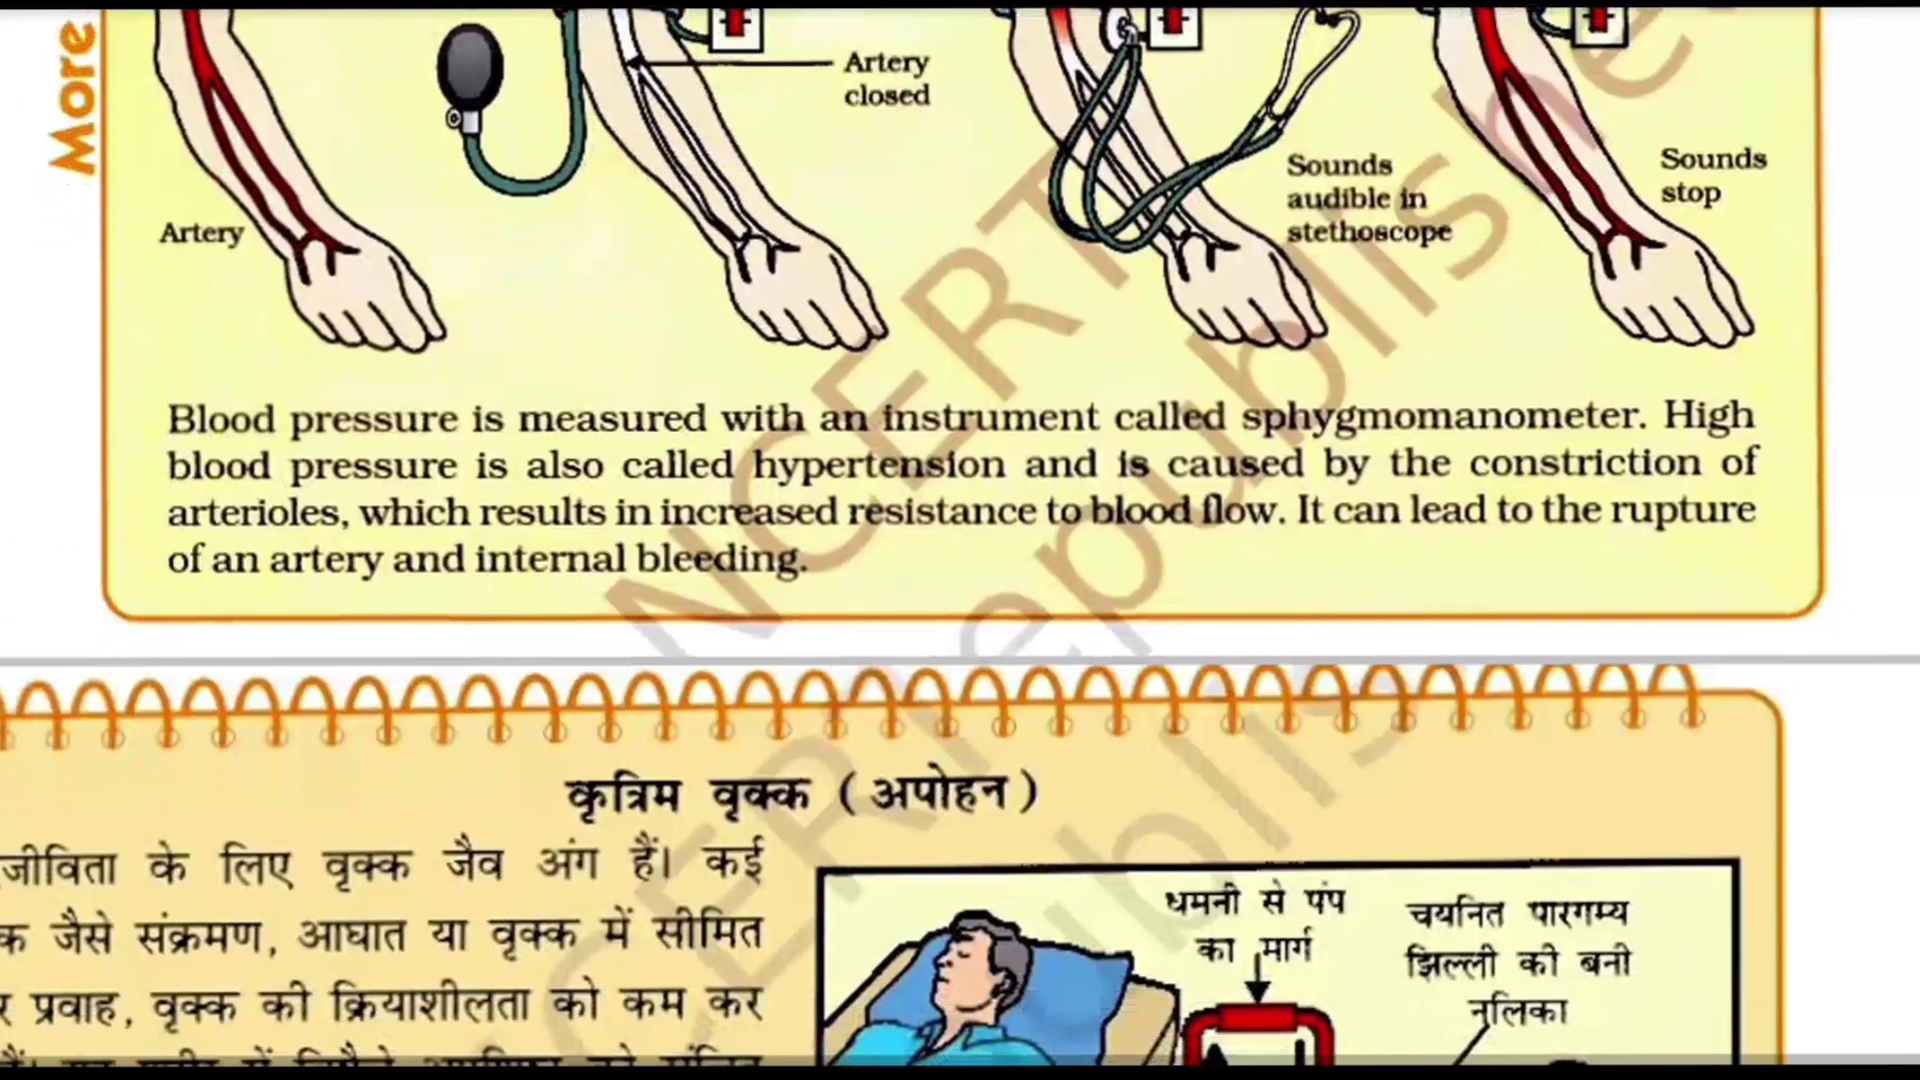 More
Artery
closed
Sounds
audible in
stethoscope
Sounds
stop
Artery
Blood pressure is measured with an instrument called sphygmomanometer. High
blood pressure is also called hypertension and is caused by the constriction of
arterioles, which results in increased resistance to blood flow. It can lead to the rupture
of an artery and internal bleeding.
NCERT
republishe
कृत्रिम वृक्क ( अपोहन )
जीविता के लिए वृक्क जैव अंग हैं। कई
क जैसे संक्रमण, आघात या वृक्क में सीमित
र प्रवाह, वृक्क की क्रियाशीलता को कम कर
धमनी से पंप
का मार्ग
चयनित पारगम्य
झिल्ली की बनी
नलिका